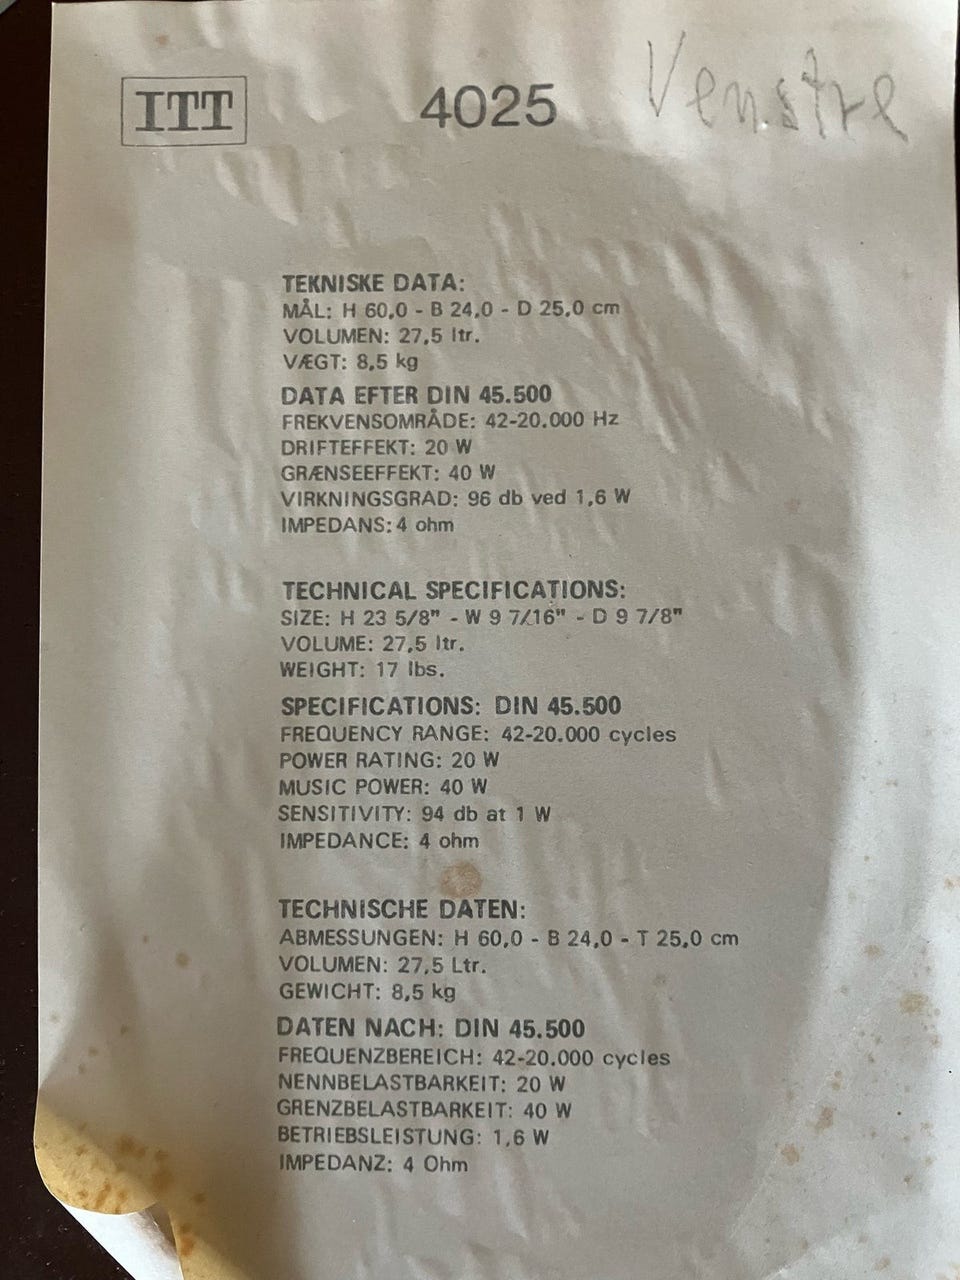 ITT 4025 Venstre
TEKNISKE DATA:
MÅL: H 60,0 - B 24,0 - D 25,0 cm
VOLUMEN: 27,5 ltr.
VÆGT: 8,5 kg
DATA EFTER DIN 45.500
FREKVENSOMRÅDE: 42-20.000 Hz
DRIFTEFFEKT: 20 W
GRÆNSEEFFEKT: 40 W
VIRKNINGSGRAD: 96 db ved 1,6 W
IMPEDANS: 4 ohm
TECHNICAL SPECIFICATIONS:
SIZE: H 23 5/8" - W 9 7/16" - D 9 7/8"
VOLUME: 27,5 ltr.
WEIGHT: 17 lbs.
SPECIFICATIONS: DIN 45.500
FREQUENCY RANGE: 42-20.000 cycles
POWER RATING: 20 W
MUSIC POWER: 40 W
SENSITIVITY: 94 db at 1 W
IMPEDANCE: 4 ohm
TECHNISCHE DATEN:
ABMESSUNGEN: H 60,0 - B 24,0 - T 25,0 cm
VOLUMEN: 27,5 Ltr.
GEWICHT: 8,5 kg
DATEN NACH: DIN 45.500
FREQUENZBEREICH: 42-20.000 cycles
NENNBELASTBARKEIT: 20 W
GRENZBELASTBARKEIT: 40 W
BETRIEBSLEISTUNG: 1,6 W
IMPEDANZ: 4 Ohm